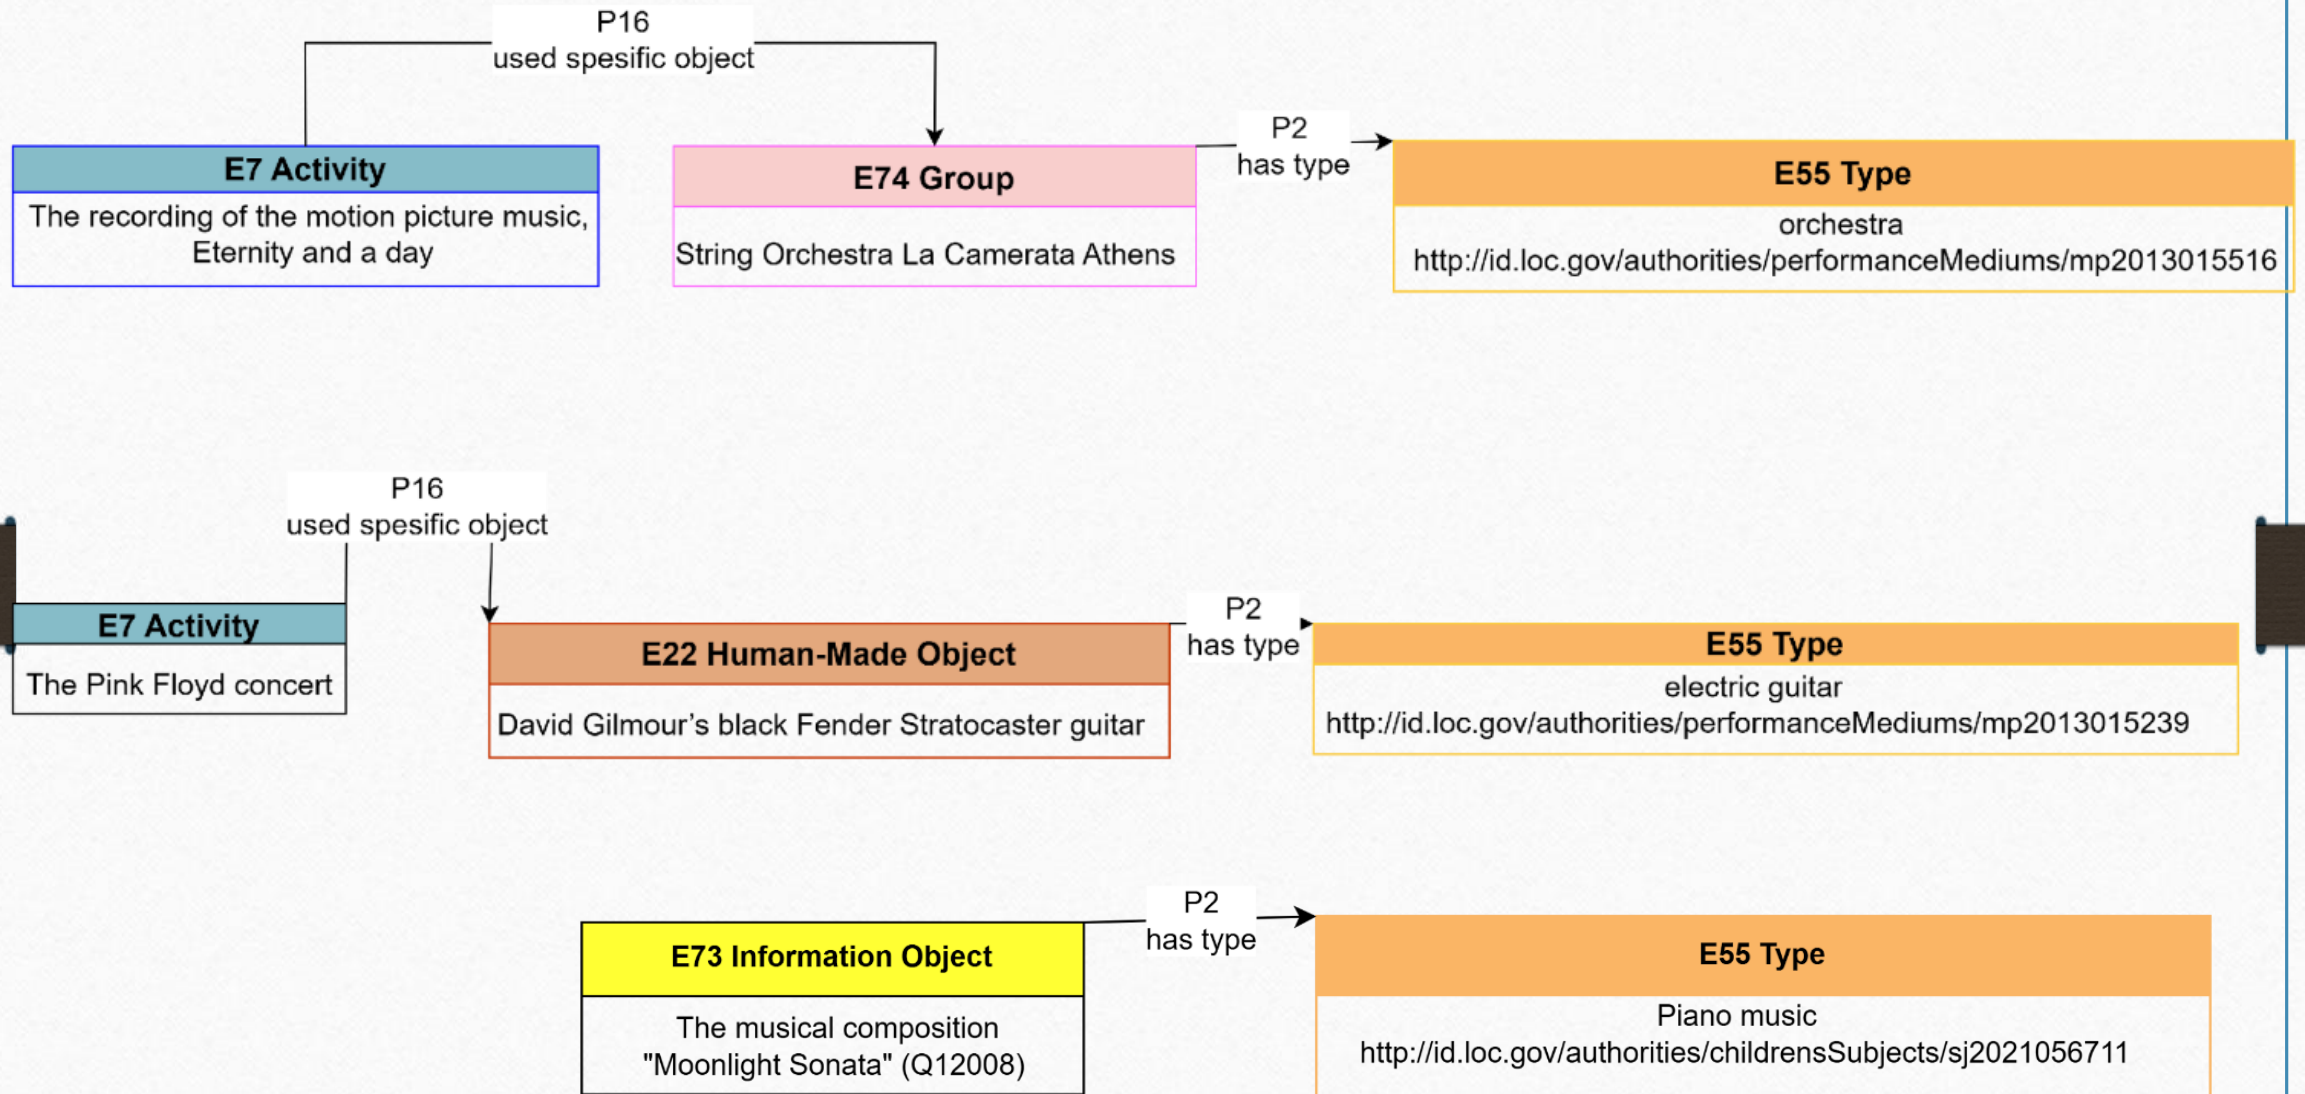 P16
used spesific object
E7 Activity
The recording of the motion picture music,
Eternity and a day
E74 Group
String Orchestra La Camerata Athens
P2
has type
E55 Type
orchestra
http://id.loc.gov/authorities/performanceMediums/mp2013015516
P16
used spesific object
E7 Activity
The Pink Floyd concert
E22 Human-Made Object
David Gilmour’s black Fender Stratocaster guitar
P2
has type
E55 Type
electric guitar
http://id.loc.gov/authorities/performanceMediums/mp2013015239
E73 Information Object
The musical composition
"Moonlight Sonata" (Q12008)
P2
has type
E55 Type
Piano music
http://id.loc.gov/authorities/childrensSubjects/sj2021056711